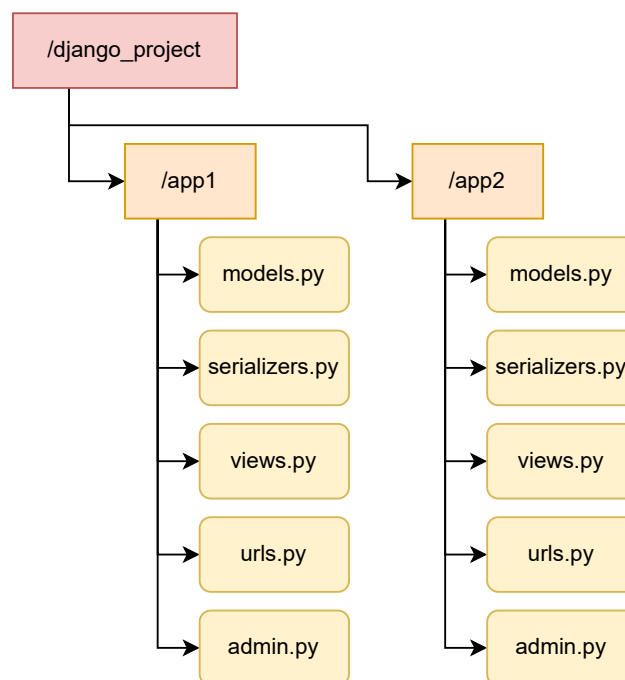 /django_project
/app1
/app2
models.py
models.py
serializers.py
serializers.py
views.py
views.py
urls.py
urls.py
admin.py
admin.py